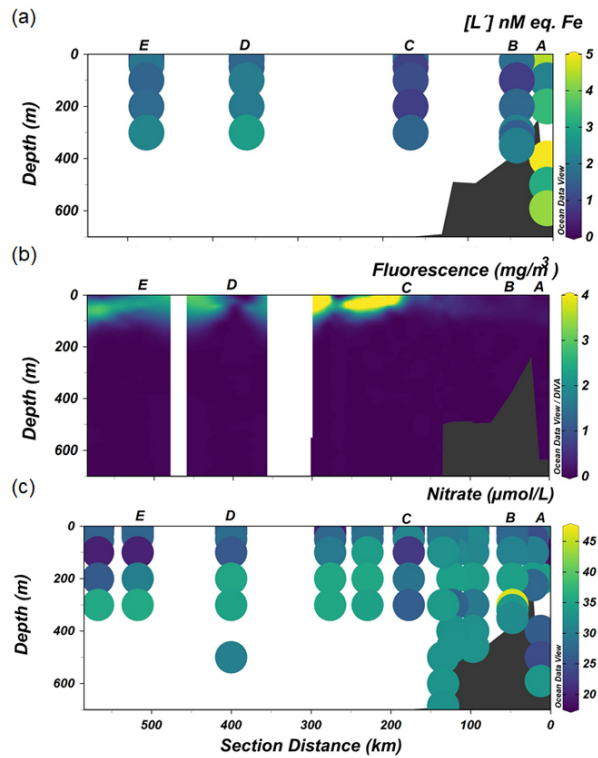 (a)
[L´] nM eq. Fe
E D C B A
0
200
400
600
Depth (m)
5
4
3
2
1
0
Ocean Data View
(b)
Fluorescence (mg/m³)
E D C B A
0
200
400
600
Depth (m)
4
3
2
1
0
Ocean Data View / DIVA
(c)
Nitrate (µmol/L)
E D C B A
0
200
400
600
Depth (m)
45
40
35
30
25
20
Ocean Data View
500 400 300 200 100 0
Section Distance (km)